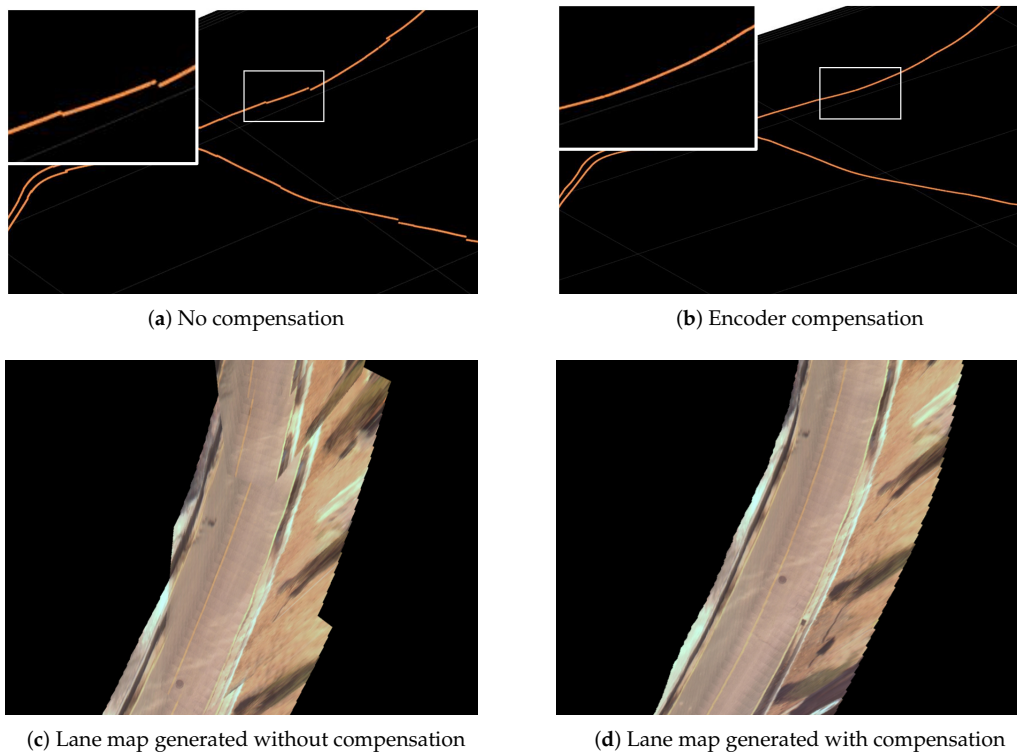 (a) No compensation
(b) Encoder compensation
(c) Lane map generated without compensation
(d) Lane map generated with compensation